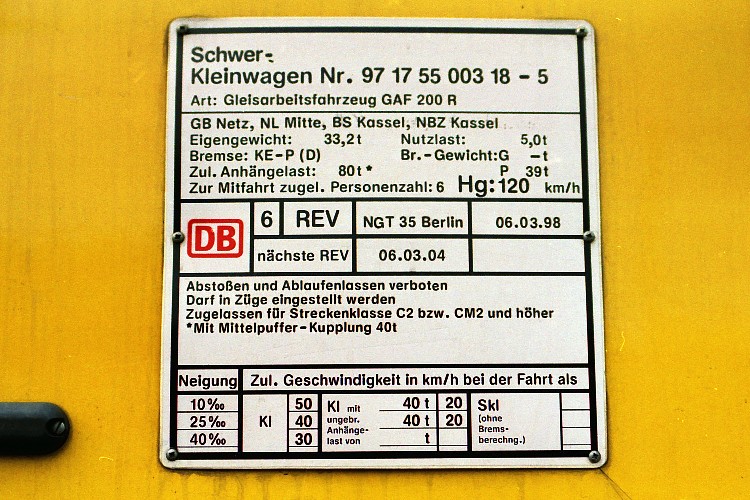 Schwer-
Kleinwagen Nr. 97 17 55 003 18 - 5
Art: Gleisarbeitsfahrzeug GAF 200 R
GB Netz, NL Mitte, BS Kassel, NBZ Kassel
Eigengewicht: 33,2t Nutzlast: 5,0t
Bremse: KE-P (D) Br.-Gewicht:G -t
Zul. Anhängelast: 80t* P 39t
Zur Mitfahrt zugel. Personenzahl: 6 Hg:120 km/h
DB 6 REV NGT 35 Berlin 06.03.98
nächste REV 06.03.04
Abstoßen und Ablaufenlassen verboten
Darf in Züge eingestellt werden
Zugelassen für Streckenklasse C2 bzw. CM2 und höher
*Mit Mittelpuffer-Kupplung 40t
Neigung Zul. Geschwindigkeit in km/h bei der Fahrt als
10‰ 50 Kl mit 40 t 20 Skl
25‰ Kl 40 ungebr. 40 t 20 (ohne
Anhänge- Brems-
40‰ 30 last von t berechng.)